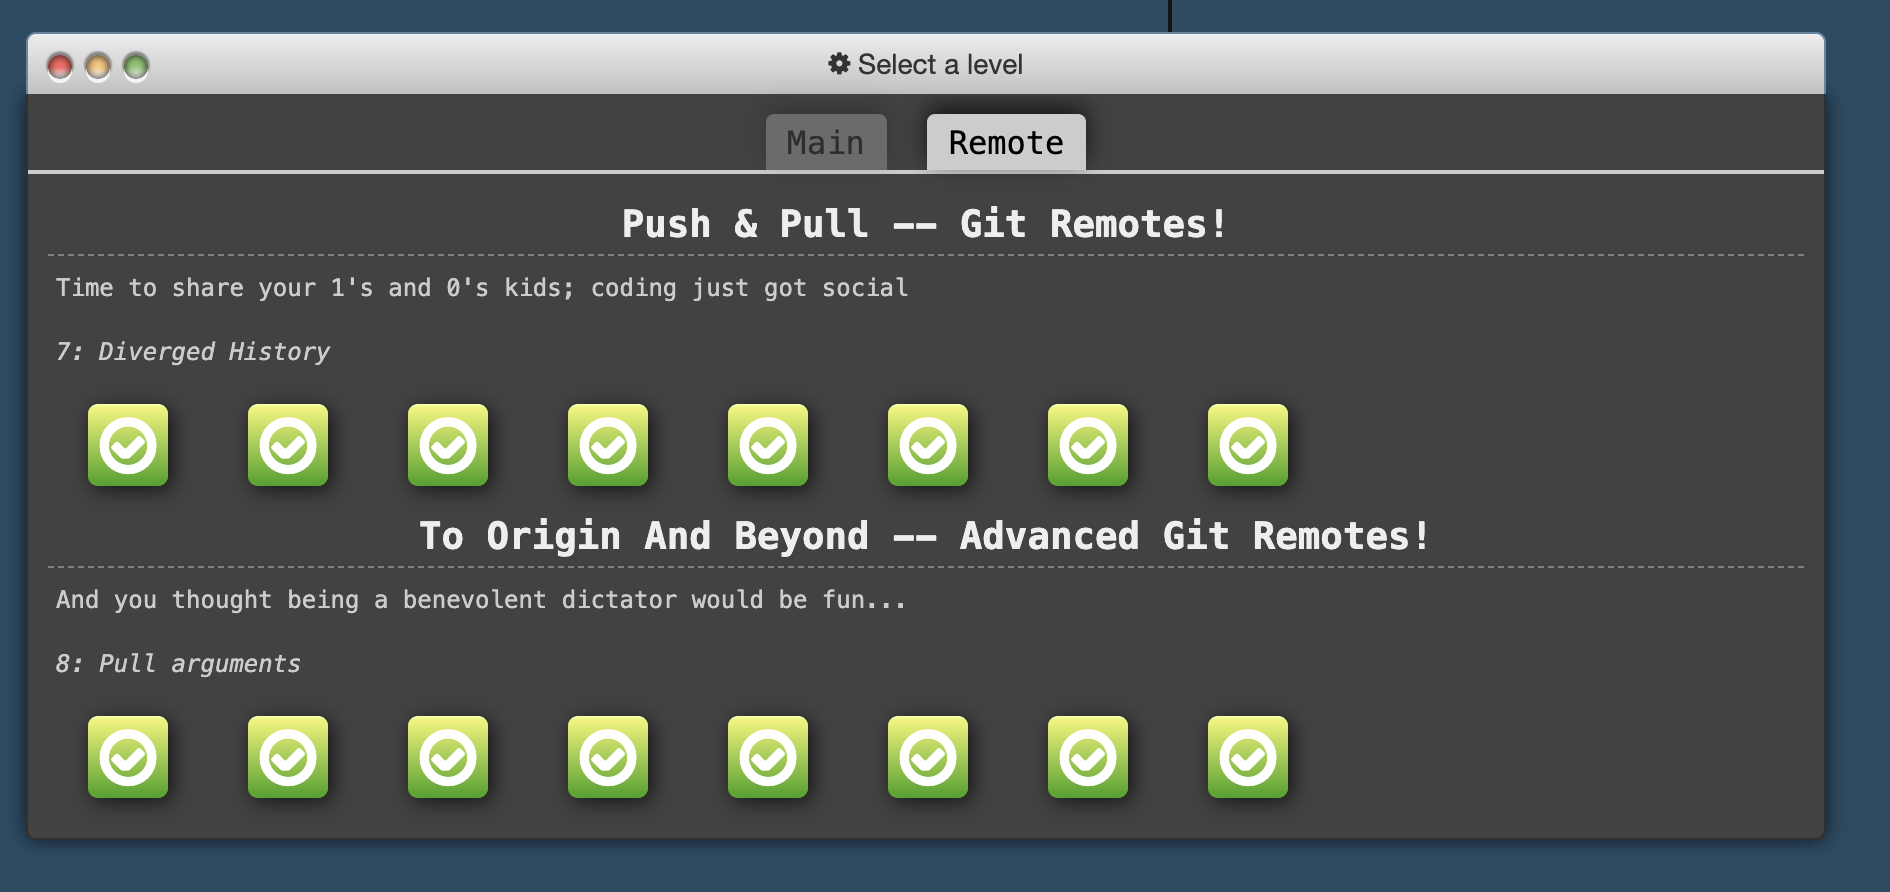 Select a level
Main
Remote
Push & Pull -- Git Remotes!
Time to share your 1's and 0's kids; coding just got social
7: Diverged History
To Origin And Beyond -- Advanced Git Remotes!
And you thought being a benevolent dictator would be fun...
8: Pull arguments